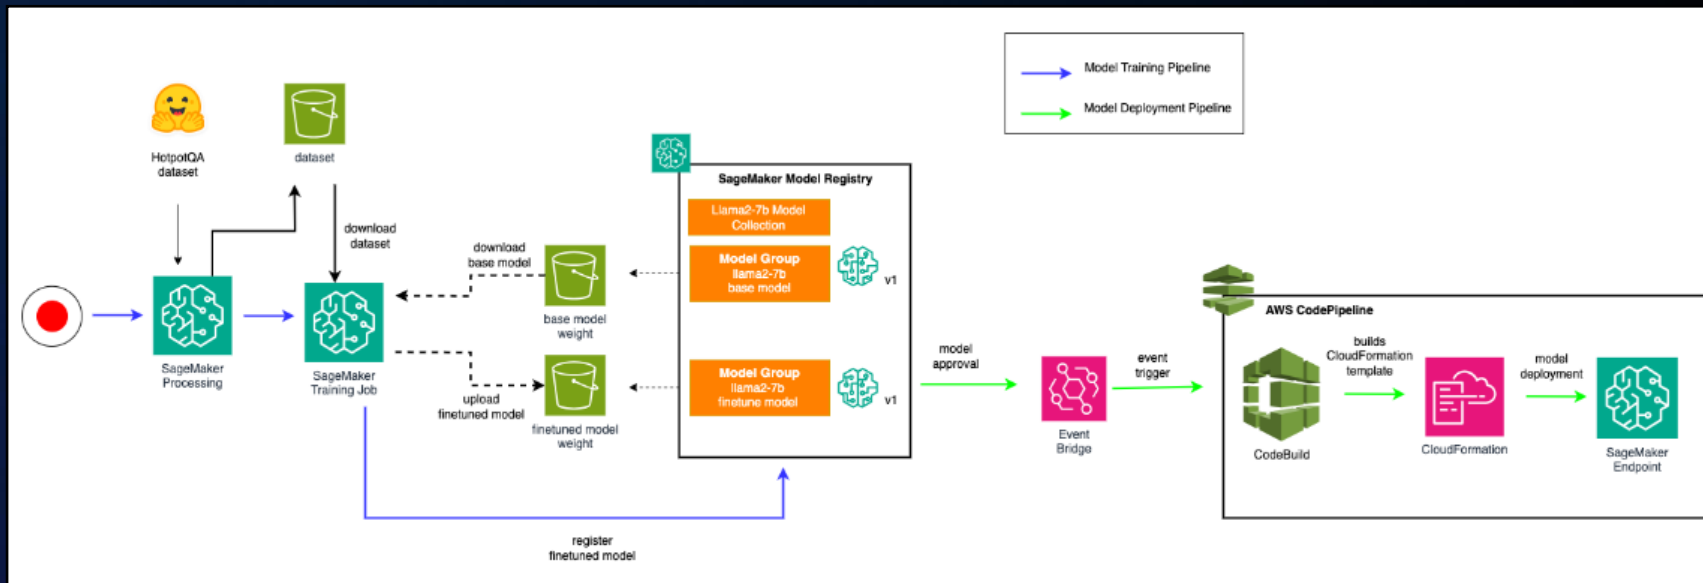 Model Training Pipeline
Model Deployment Pipeline
HotpotQA
dataset
dataset
download
dataset
SageMaker
Processing
SageMaker
Training Job
download
base model
upload
finetuned model
base model
weight
finetuned model
weight
SageMaker Model Registry
Llama2-7b Model
Collection
Model Group
llama2-7b
base model
v1
Model Group
llama2-7b
finetune model
v1
register
finetuned model
model
approval
Event
Bridge
event
trigger
AWS CodePipeline
CodeBuild
builds
CloudFormation
template
CloudFormation
model
deployment
SageMaker
Endpoint